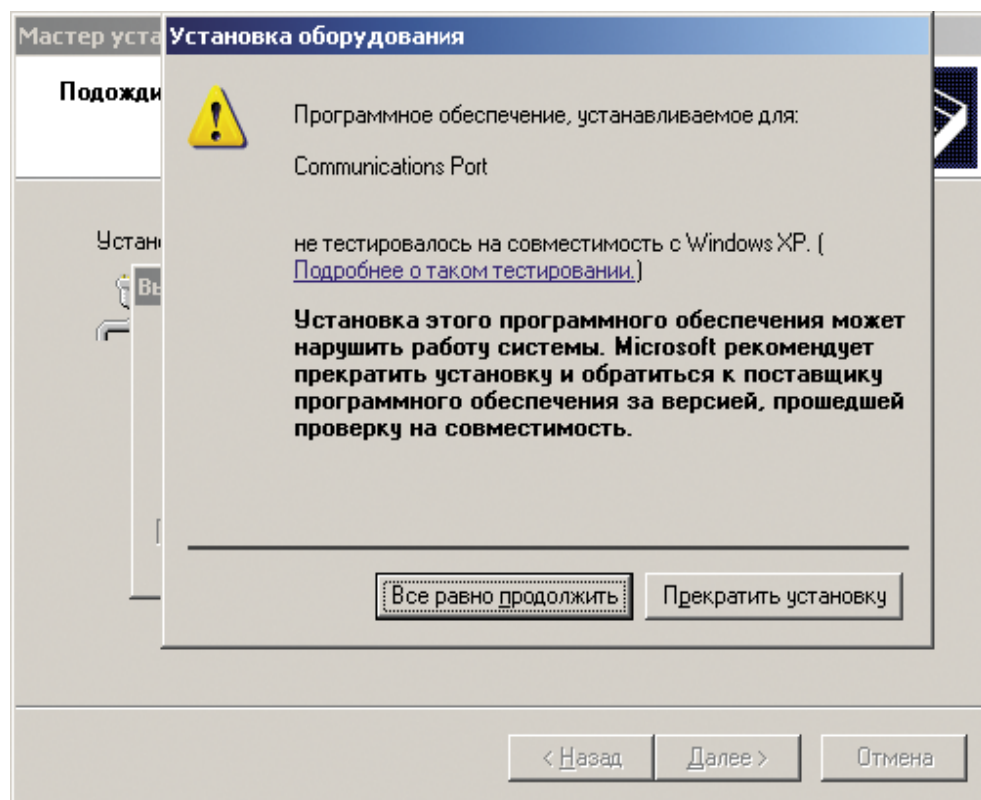 Мастер уста
Установка оборудования
Подожди
Программное обеспечение, устанавливаемое для:
Communications Port
Устан
не тестировалось на совместимость с Windows XP. (
Подробнее о таком тестировании.)
Вы
Установка этого программного обеспечения может
нарушить работу системы. Microsoft рекомендует
прекратить установку и обратиться к поставщику
программного обеспечения за версией, прошедшей
проверку на совместимость.
Все равно продолжить
Прекратить установку
< Назад
Далее >
Отмена